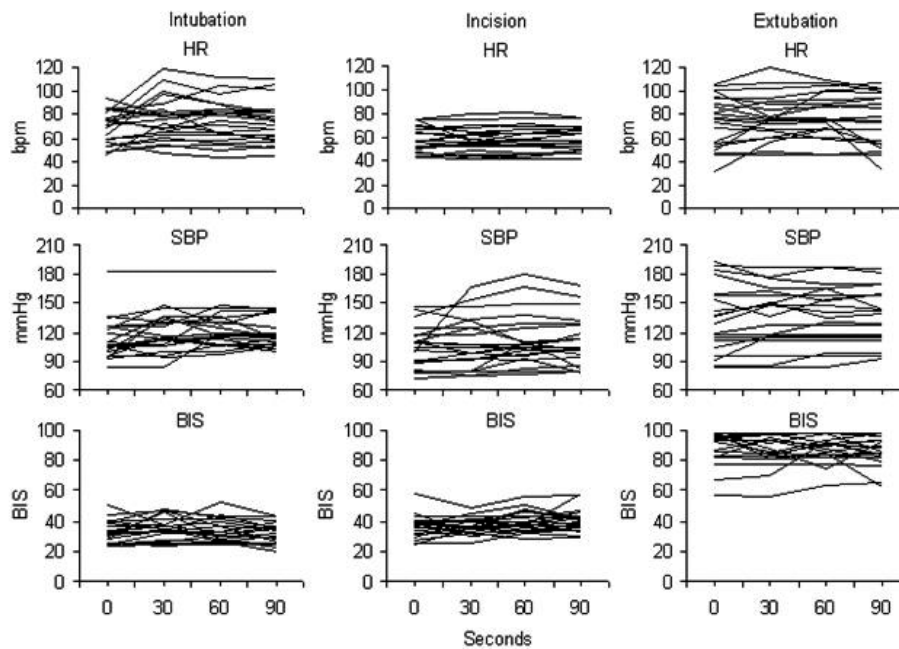 Intubation Incision Extubation
HR HR HR
bpm bpm bpm
120 120 120
100 100 100
80 80 80
60 60 60
40 40 40
20 20 20
0 0 0
SBP SBP SBP
mmHg mmHg mmHg
210 210 210
180 180 180
150 150 150
120 120 120
90 90 90
60 60 60
BIS BIS BIS
BIS BIS BIS
100 100 100
80 80 80
60 60 60
40 40 40
20 20 20
0 0 0
0 30 60 90 0 30 60 90 0 30 60 90
Seconds